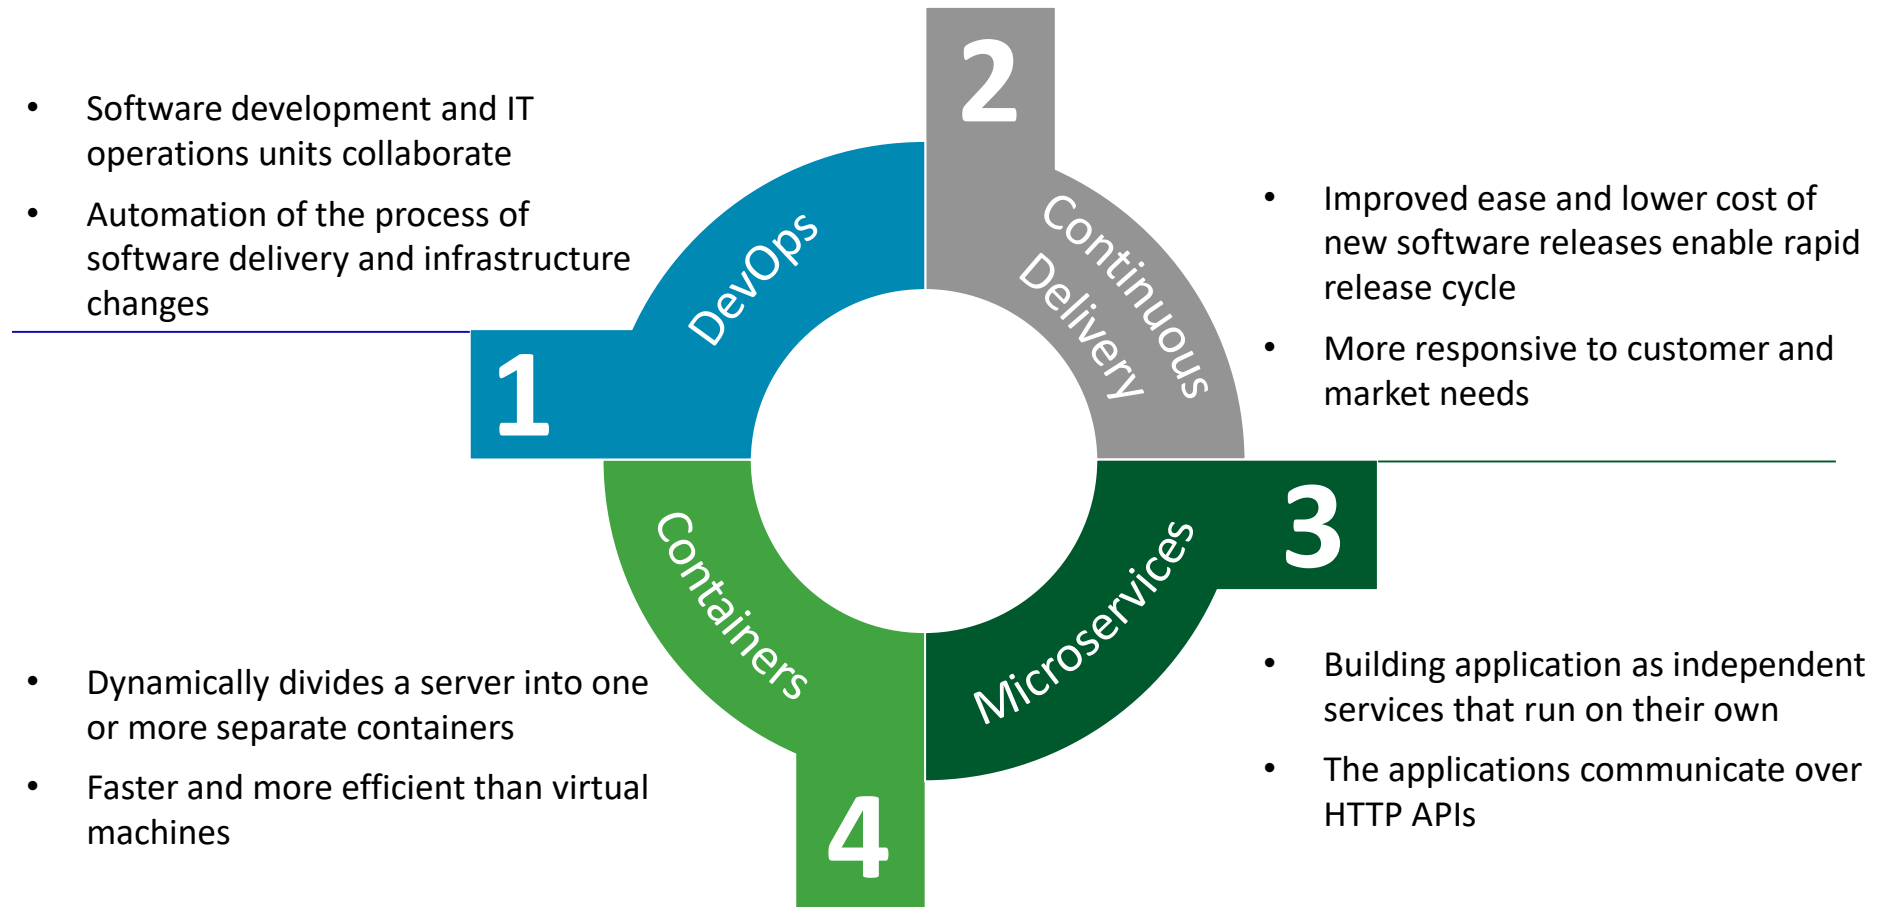 • Software development and IT
operations units collaborate
• Automation of the process of
software delivery and infrastructure
changes
1
DevOps
2
Continuous
Delivery
• Improved ease and lower cost of
new software releases enable rapid
release cycle
• More responsive to customer and
market needs
3
Microservices
• Building application as independent
services that run on their own
• The applications communicate over
HTTP APIs
Containers
4
• Dynamically divides a server into one
or more separate containers
• Faster and more efficient than virtual
machines